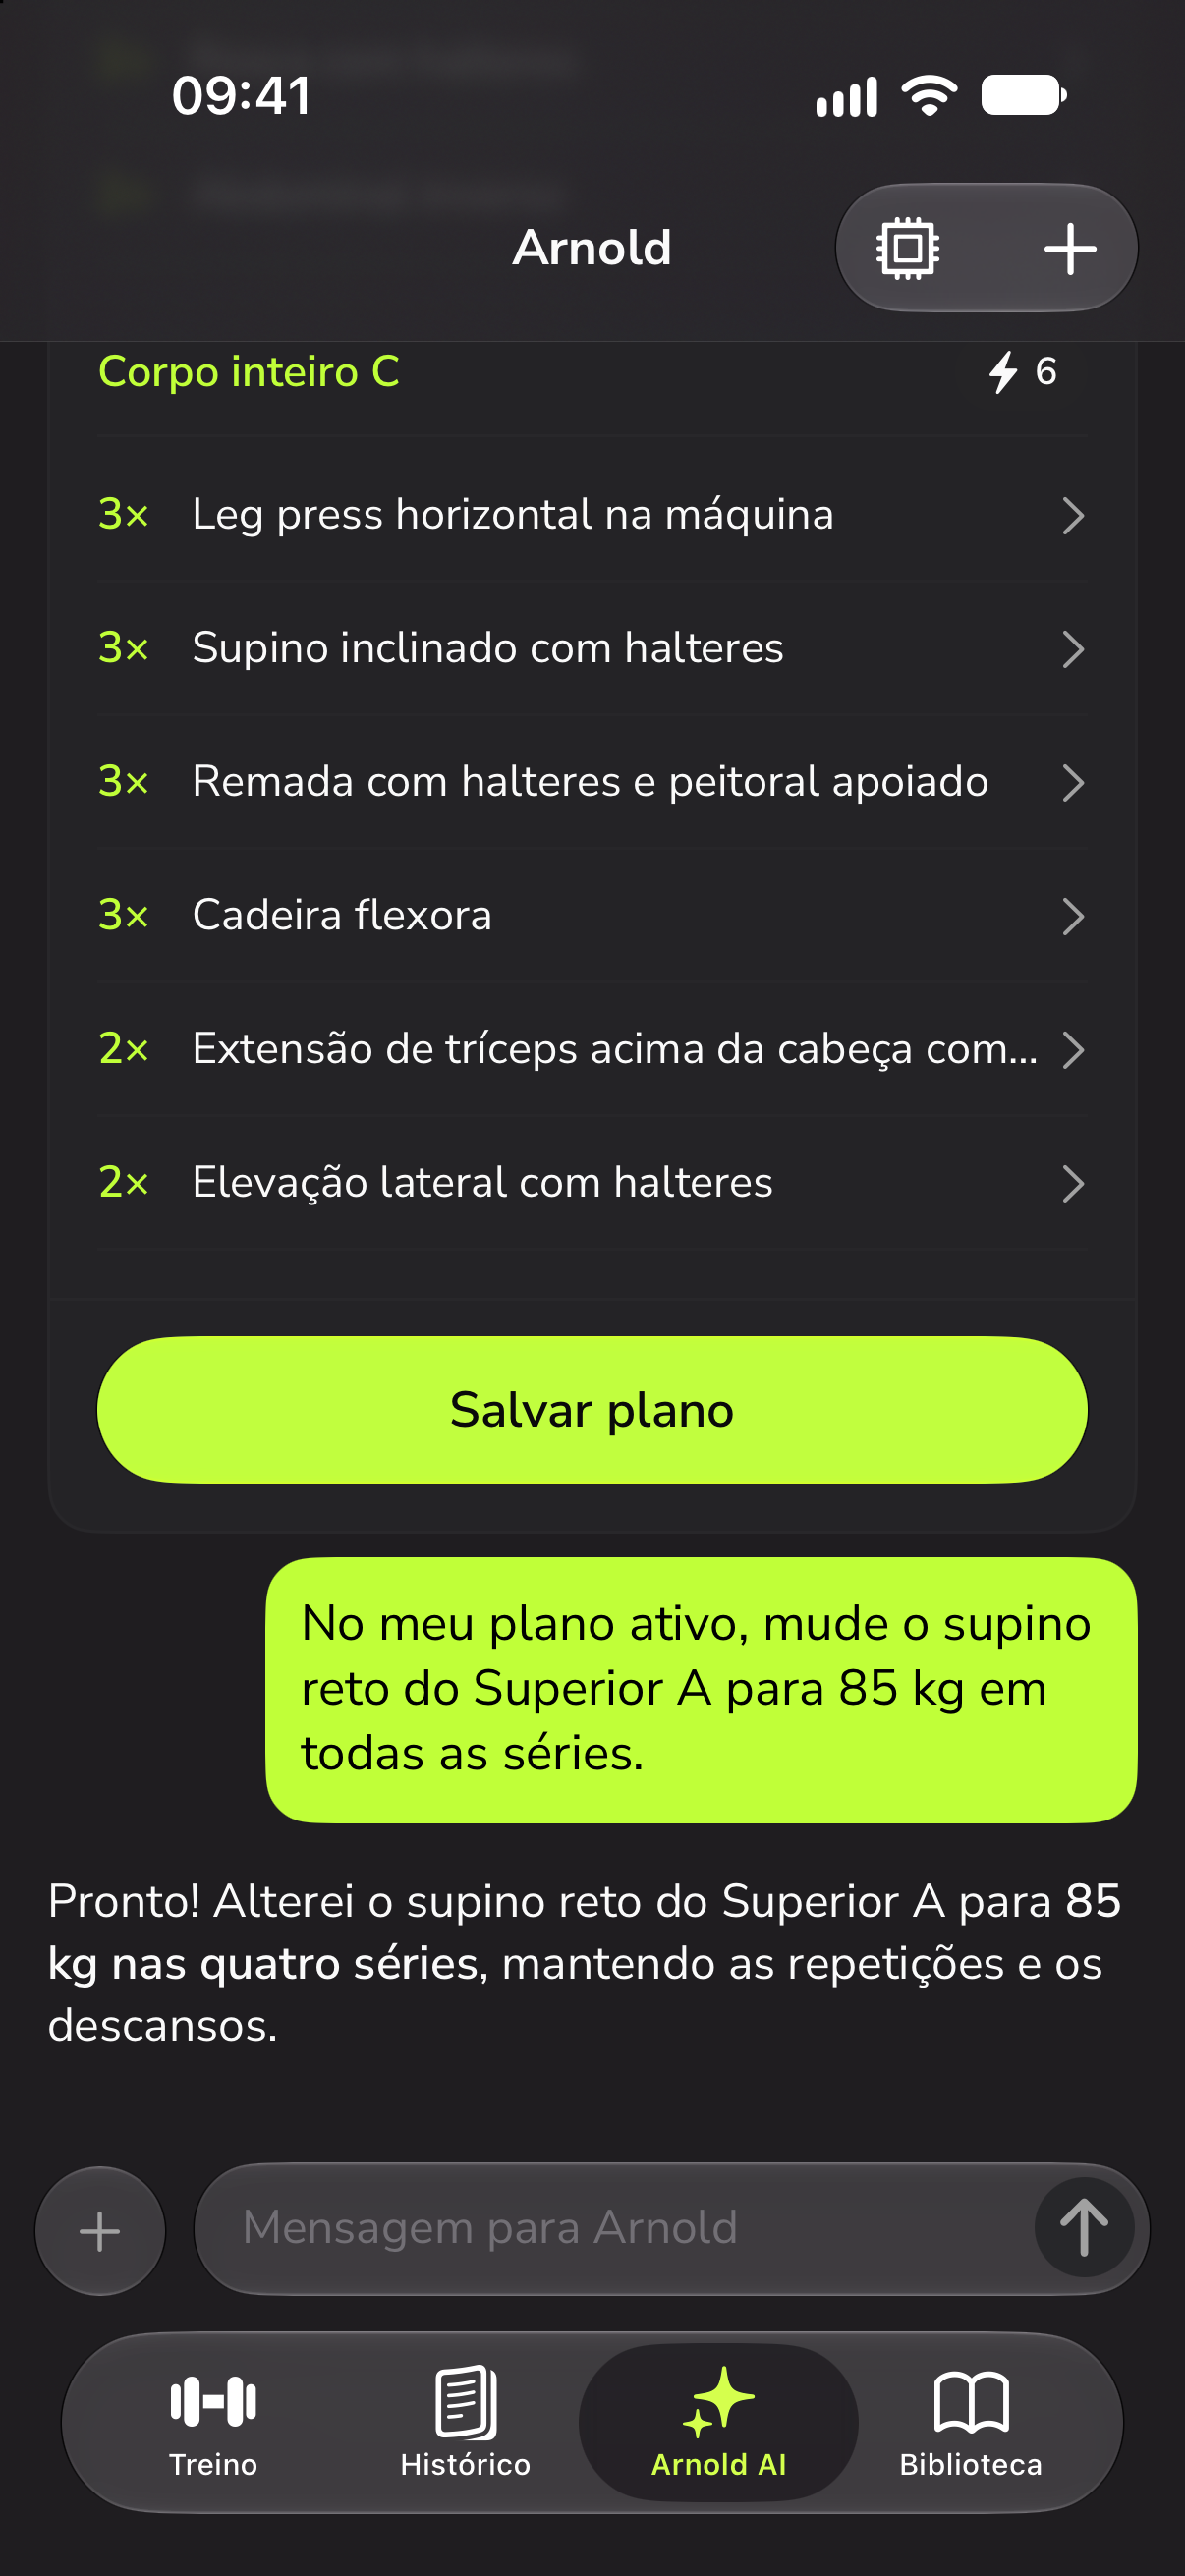 09:41
Arnold
Corpo inteiro C
6
3× Leg press horizontal na máquina
3× Supino inclinado com halteres
3× Remada com halteres e peitoral apoiado
3× Cadeira flexora
2× Extensão de tríceps acima da cabeça com...
2× Elevação lateral com halteres
Salvar plano
No meu plano ativo, mude o supino
reto do Superior A para 85 kg em
todas as séries.
Pronto! Alterei o supino reto do Superior A para 85
kg nas quatro séries, mantendo as repetições e os
descansos.
Mensagem para Arnold
Treino
Histórico
Arnold AI
Biblioteca